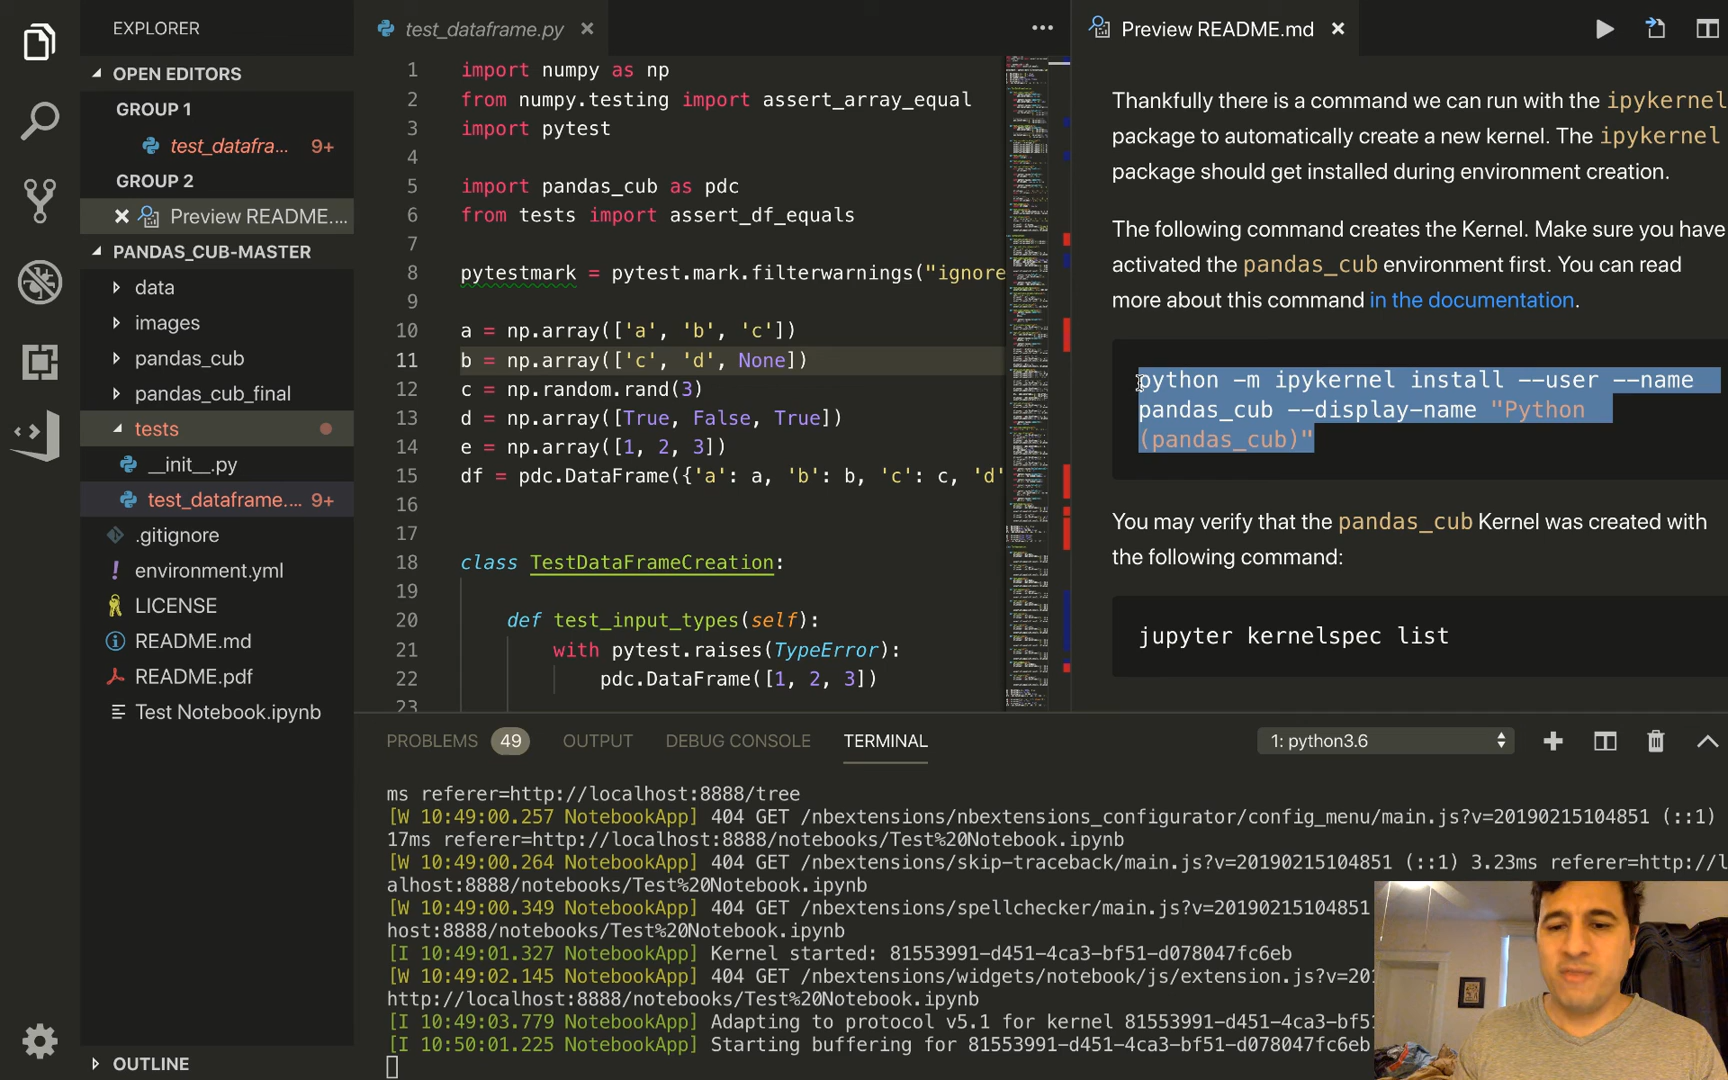 EXPLORER
OPEN EDITORS
GROUP 1
test_datafra... 9+
GROUP 2
Preview README....
PANDAS_CUB-MASTER
data
images
pandas_cub
pandas_cub_final
tests
__init__.py
test_dataframe.... 9+
.gitignore
environment.yml
LICENSE
README.md
README.pdf
Test Notebook.ipynb
OUTLINE
test_dataframe.py
1 import numpy as np
2 from numpy.testing import assert_array_equal
3 import pytest
4
5 import pandas_cub as pdc
6 from tests import assert_df_equals
7
8 pytestmark = pytest.mark.filterwarnings("ignore
9
10 a = np.array(['a', 'b', 'c'])
11 b = np.array(['c', 'd', None])
12 c = np.random.rand(3)
13 d = np.array([True, False, True])
14 e = np.array([1, 2, 3])
15 df = pdc.DataFrame({'a': a, 'b': b, 'c': c, 'd'
16
17
18 class TestDataFrameCreation:
19
20 def test_input_types(self):
21 with pytest.raises(TypeError):
22 pdc.DataFrame([1, 2, 3])
23
Preview README.md
Thankfully there is a command we can run with the ipykernel
package to automatically create a new kernel. The ipykernel
package should get installed during environment creation.
The following command creates the Kernel. Make sure you have
activated the pandas_cub environment first. You can read
more about this command in the documentation.
python -m ipykernel install --user --name
pandas_cub --display-name "Python
(pandas_cub)"
You may verify that the pandas_cub Kernel was created with
the following command:
jupyter kernelspec list
PROBLEMS 49 OUTPUT DEBUG CONSOLE TERMINAL 1: python3.6
ms referer=http://localhost:8888/tree
[W 10:49:00.257 NotebookApp] 404 GET /nbextensions/nbextensions_configurator/config_menu/main.js?v=20190215104851 (::1)
17ms referer=http://localhost:8888/notebooks/Test%20Notebook.ipynb
[W 10:49:00.264 NotebookApp] 404 GET /nbextensions/skip-traceback/main.js?v=20190215104851 (::1) 3.23ms referer=http://l
alhost:8888/notebooks/Test%20Notebook.ipynb
[W 10:49:00.349 NotebookApp] 404 GET /nbextensions/spellchecker/main.js?v=20190215104851
host:8888/notebooks/Test%20Notebook.ipynb
[I 10:49:01.327 NotebookApp] Kernel started: 81553991-d451-4ca3-bf51-d078047fc6eb
[W 10:49:02.145 NotebookApp] 404 GET /nbextensions/widgets/notebook/js/extension.js?v=20
http://localhost:8888/notebooks/Test%20Notebook.ipynb
[I 10:49:03.779 NotebookApp] Adapting to protocol v5.1 for kernel 81553991-d451-4ca3-bf5
[I 10:50:01.225 NotebookApp] Starting buffering for 81553991-d451-4ca3-bf51-d078047fc6eb